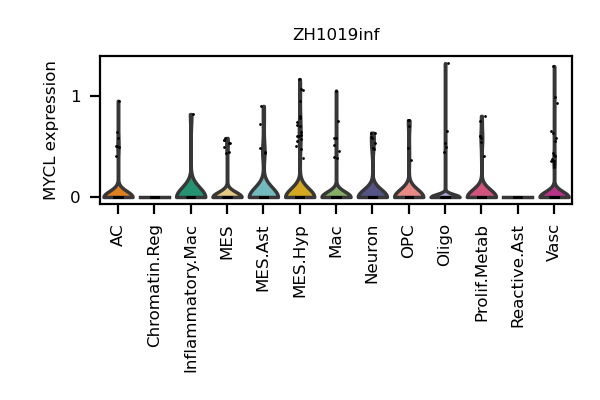 ZH1019inf
MYCL expression
1
0
AC
Chromatin.Reg
Inflammatory.Mac
MES
MES.Ast
MES.Hyp
Mac
Neuron
OPC
Oligo
Prolif.Metab
Reactive.Ast
Vasc